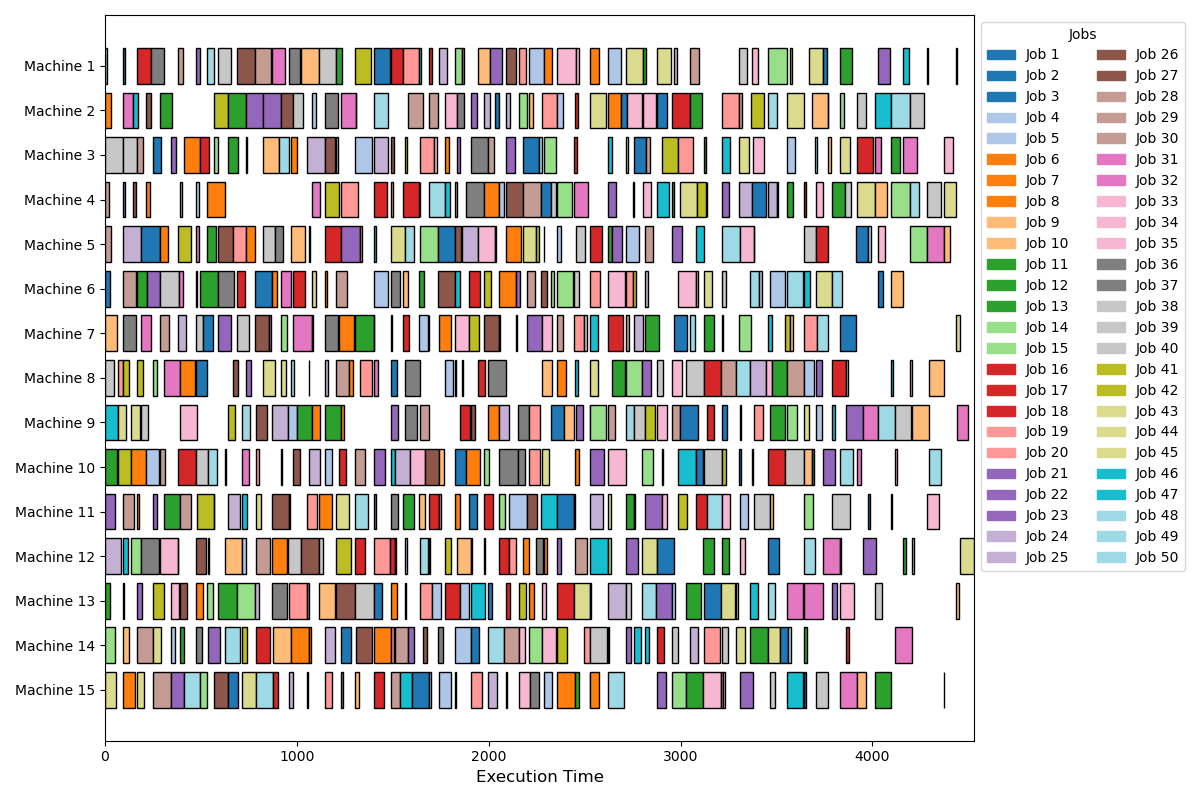 Machine 1
Machine 2
Machine 3
Machine 4
Machine 5
Machine 6
Machine 7
Machine 8
Machine 9
Machine 10
Machine 11
Machine 12
Machine 13
Machine 14
Machine 15
0 1000 2000 3000 4000
Execution Time
Jobs
Job 1 Job 26
Job 2 Job 27
Job 3 Job 28
Job 4 Job 29
Job 5 Job 30
Job 6 Job 31
Job 7 Job 32
Job 8 Job 33
Job 9 Job 34
Job 10 Job 35
Job 11 Job 36
Job 12 Job 37
Job 13 Job 38
Job 14 Job 39
Job 15 Job 40
Job 16 Job 41
Job 17 Job 42
Job 18 Job 43
Job 19 Job 44
Job 20 Job 45
Job 21 Job 46
Job 22 Job 47
Job 23 Job 48
Job 24 Job 49
Job 25 Job 50